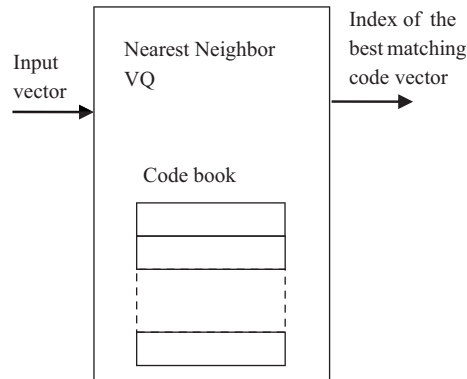 Input
vector
Nearest Neighbor
VQ
Code book
Index of the
best matching
code vector